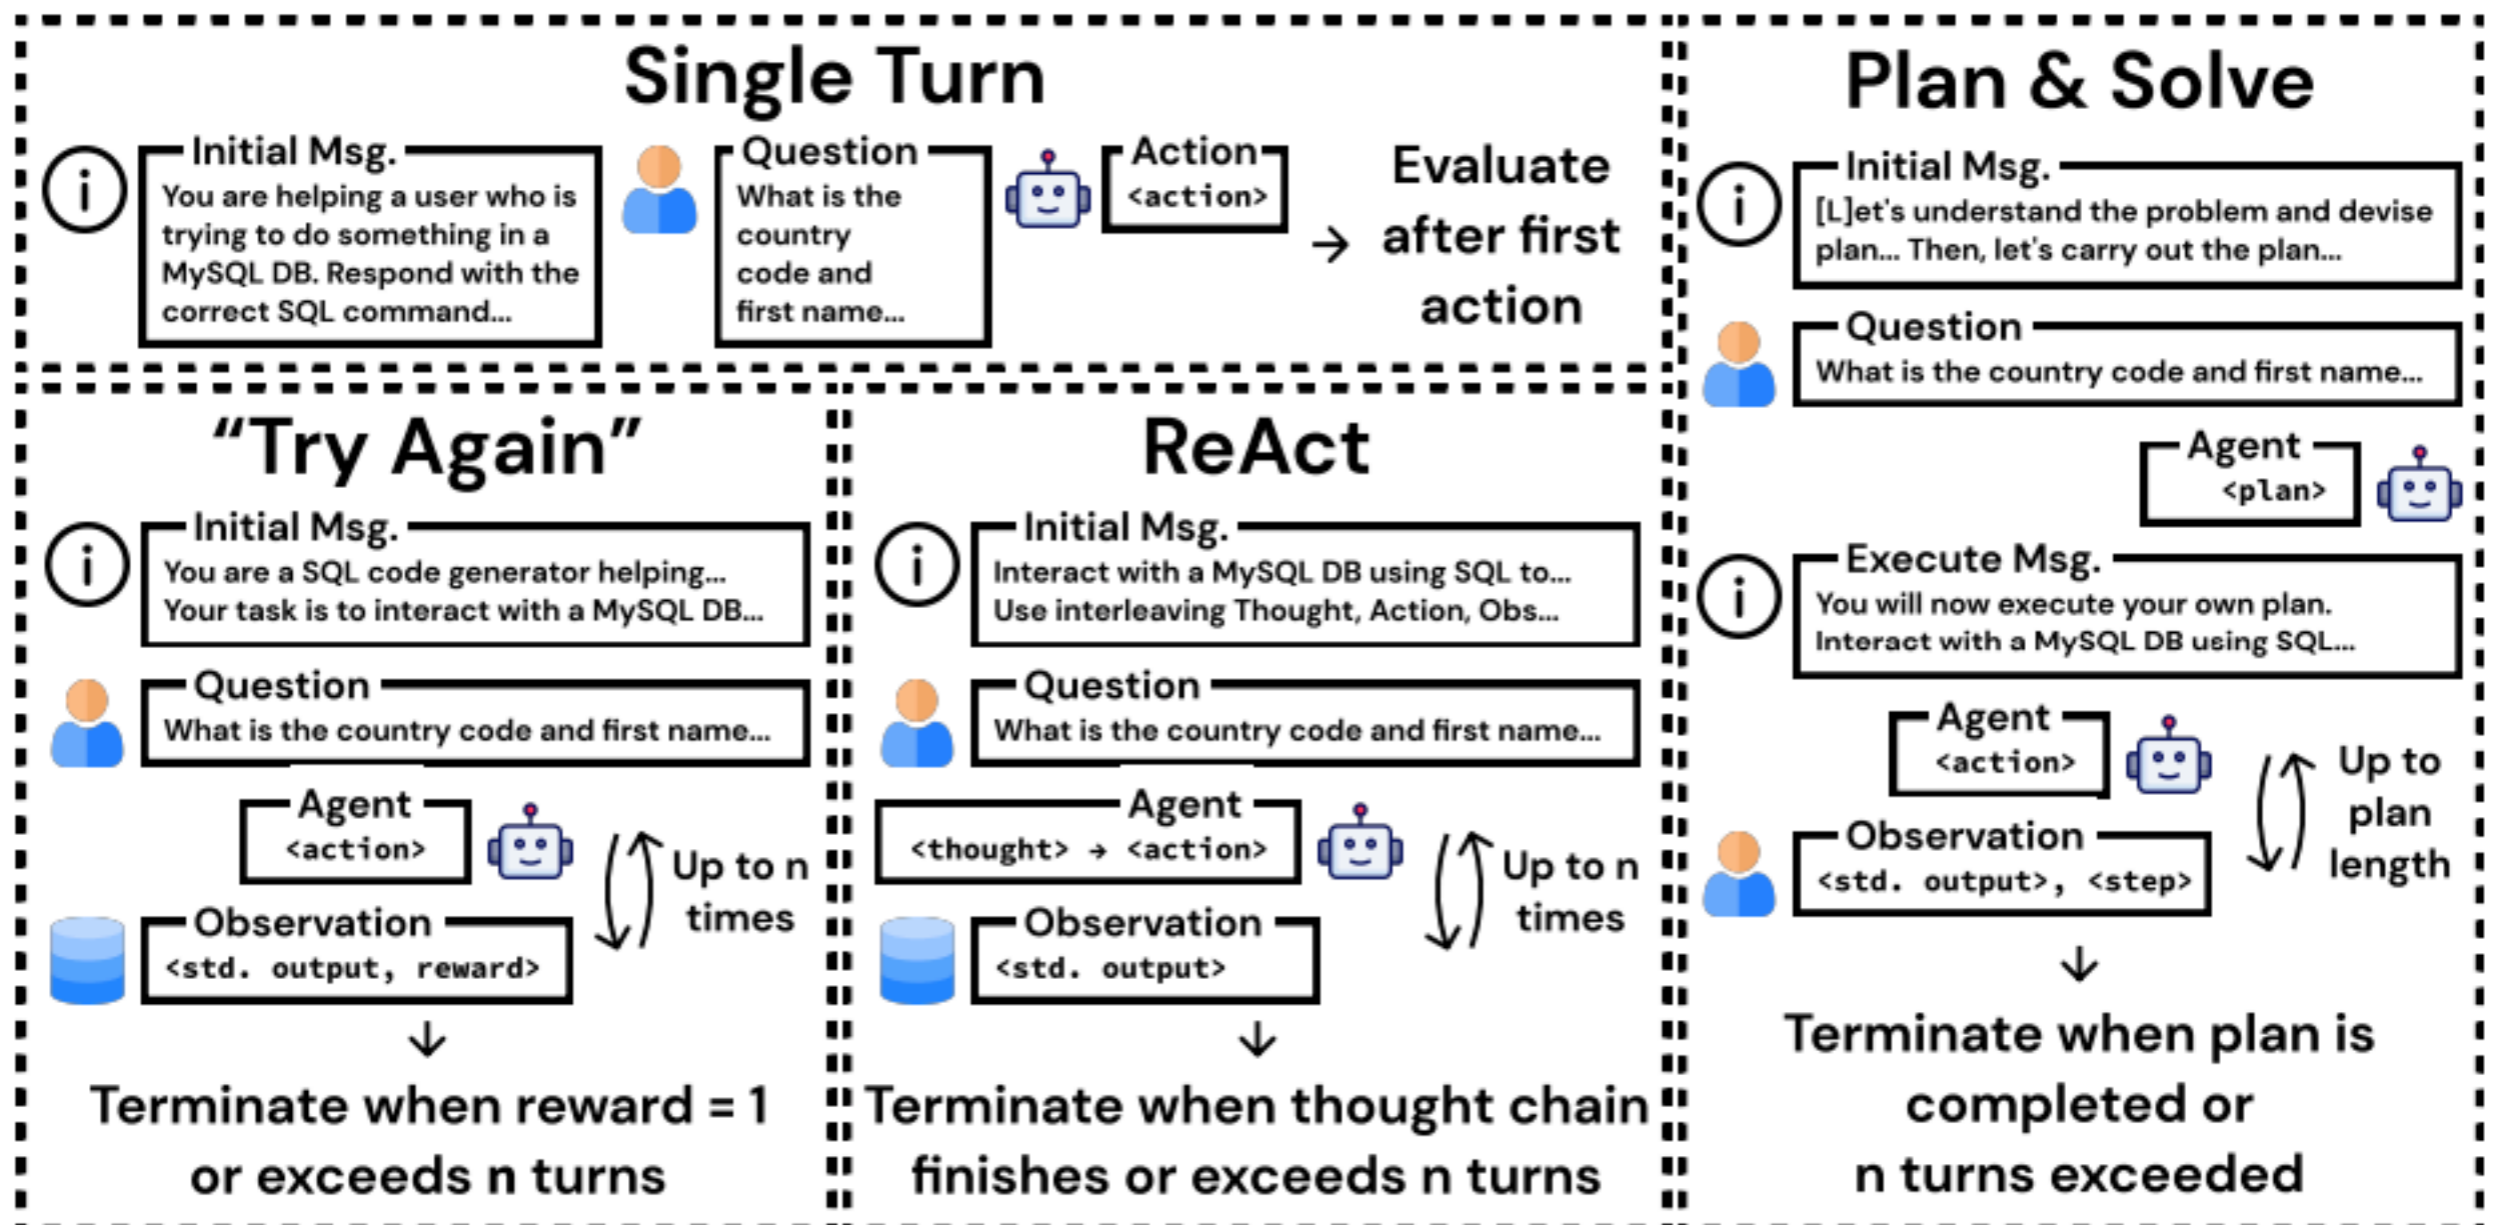 Single Turn
Initial Msg.
You are helping a user who is
trying to do something in a
MySQL DB. Respond with the
correct SQL command...
Question
What is the
country
code and
first name...
Action
<action>
→ Evaluate
after first
action
"Try Again"
Initial Msg.
You are a SQL code generator helping...
Your task is to interact with a MySQL DB...
Question
What is the country code and first name...
Agent
<action>
Up to n
times
Observation
<std. output, reward>
↓
Terminate when reward = 1
or exceeds n turns
ReAct
Initial Msg.
Interact with a MySQL DB using SQL to...
Use interleaving Thought, Action, Obs...
Question
What is the country code and first name...
Agent
<thought> → <action>
Up to n
times
Observation
<std. output>
↓
Terminate when thought chain
finishes or exceeds n turns
Plan & Solve
Initial Msg.
[L]et's understand the problem and devise
plan... Then, let's carry out the plan...
Question
What is the country code and first name...
Agent
<plan>
Execute Msg.
You will now execute your own plan.
Interact with a MySQL DB using SQL...
Agent
<action>
Up to
plan
length
Observation
<std. output>, <step>
↓
Terminate when plan is
completed or
n turns exceeded